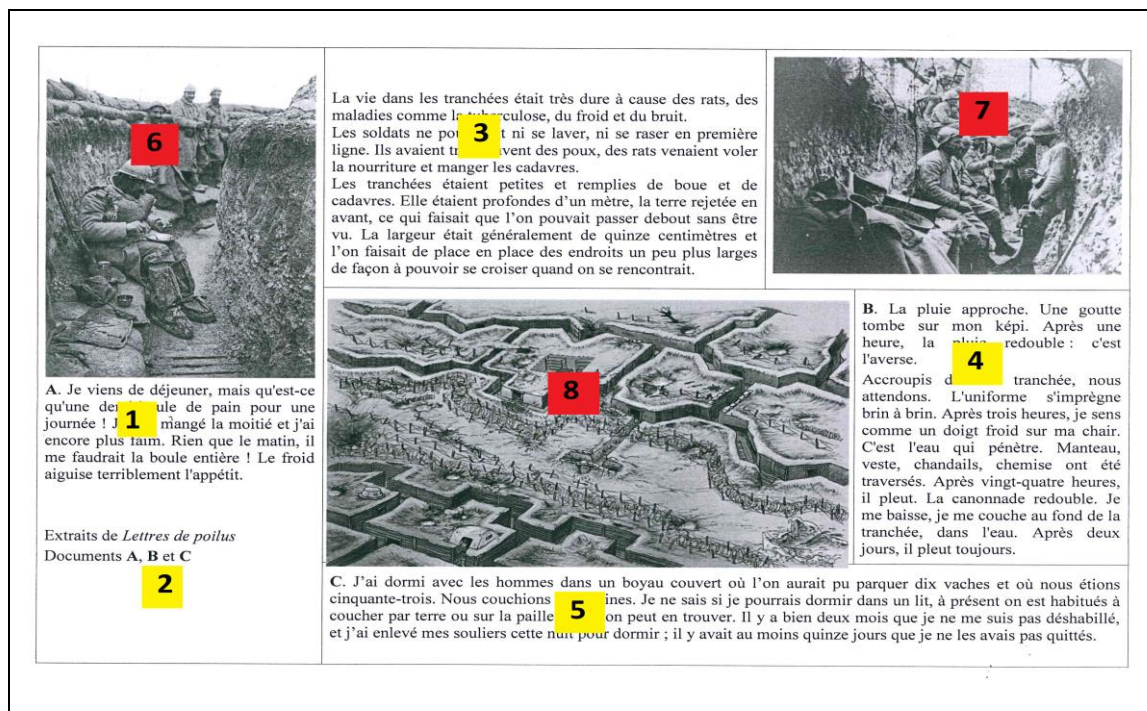 6
7
La vie dans les tranchées était très dure à cause des rats, des
maladies comme la tuberculose, du froid et du bruit.
3
Les soldats ne ni se laver, ni se raser en première
ligne. Ils avaient des poux, des rats venaient voler
la nourriture et manger les cadavres.
Les tranchées étaient petites et remplies de boue et de
cadavres. Elle étaient profondes d'un mètre, la terre rejetée en
avant, ce qui faisait que l'on pouvait passer debout sans être
vu. La largeur était généralement de quinze centimètres et
l'on faisait de place en place des endroits un peu plus larges
de façon à pouvoir se croiser quand on se rencontrait.
A. Je viens de déjeuner, mais qu'est-ce
qu'une de pain pour une
1
journée ! mangé la moitié et j'ai
encore plus faim. Rien que le matin, il
me faudrait la boule entière ! Le froid
aiguise terriblement l'appétit.
Extraits de Lettres de poilus
Documents A, B et C
2
8
B. La pluie approche. Une goutte
tombe sur mon képi. Après une
heure, la pluie redouble : c'est
l'averse.
4
Accroupis tranchée, nous
attendons. L'uniforme s'imprègne
brin à brin. Après trois heures, je sens
comme un doigt froid sur ma chair.
C'est l'eau qui pénètre. Manteau,
veste, chandails, chemise ont été
traversés. Après vingt-quatre heures,
il pleut. La canonnade redouble. Je
me baisse, je me couche au fond de la
tranchée, dans l'eau. Après deux
jours, il pleut toujours.
C. J'ai dormi avec les hommes dans un boyau couvert où l'on aurait pu parquer dix vaches et où nous étions
cinquante-trois. Nous couchions Je ne sais si je pourrais dormir dans un lit, à présent on est habitués à
5
coucher par terre ou sur la paille on peut en trouver. Il y a bien deux mois que je ne me suis pas déshabillé,
et j'ai enlevé mes souliers cette nuit pour dormir ; il y avait au moins quinze jours que je ne les avais pas quittés.